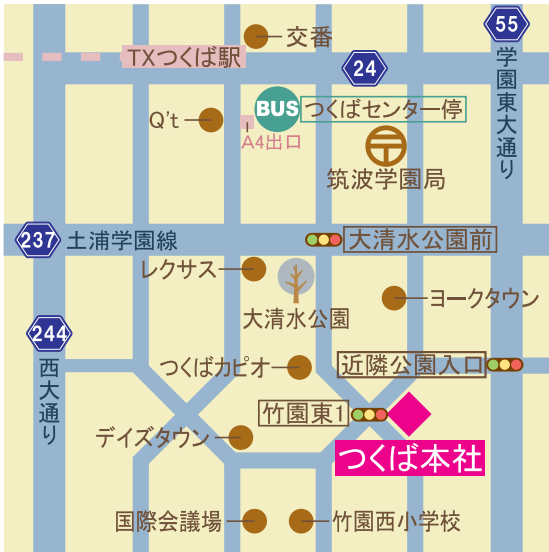 交番
55
TXつくば駅
24
学園東大通り
BUS
つくばセンター停
Q't
A4出口
筑波学園局
237
土浦学園線
大清水公園前
レクサス
大清水公園
ヨークタウン
244
西大通り
つくばカピオ
近隣公園入口
竹園東1
デイズタウン
つくば本社
国際会議場
竹園西小学校